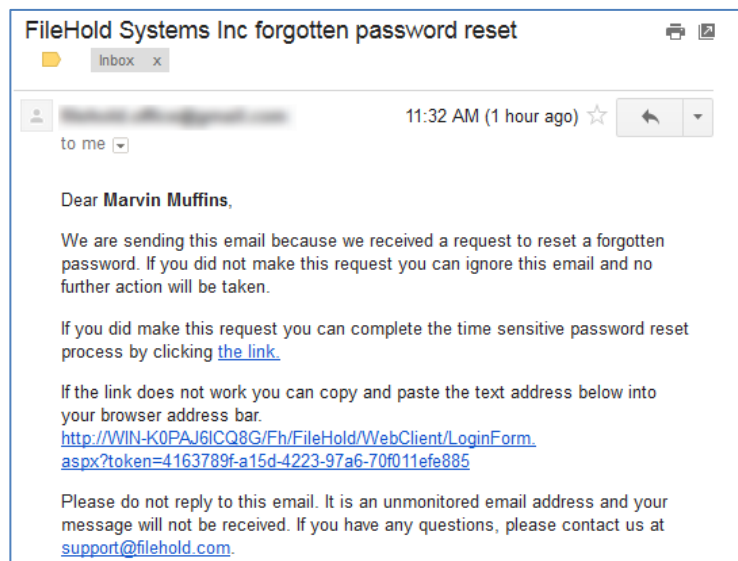 FileHold Systems Inc forgotten password reset
Inbox x
11:32 AM (1 hour ago)
to me
Dear Marvin Muffins,
We are sending this email because we received a request to reset a forgotten
password. If you did not make this request you can ignore this email and no
further action will be taken.
If you did make this request you can complete the time sensitive password reset
process by clicking the link.
If the link does not work you can copy and paste the text address below into
your browser address bar.
http://WIN-K0PAJ6ICQ8G/Fh/FileHold/WebClient/LoginForm.
aspx?token=4163789f-a15d-4223-97a6-70f011efe885
Please do not reply to this email. It is an unmonitored email address and your
message will not be received. If you have any questions, please contact us at
support@filehold.com.